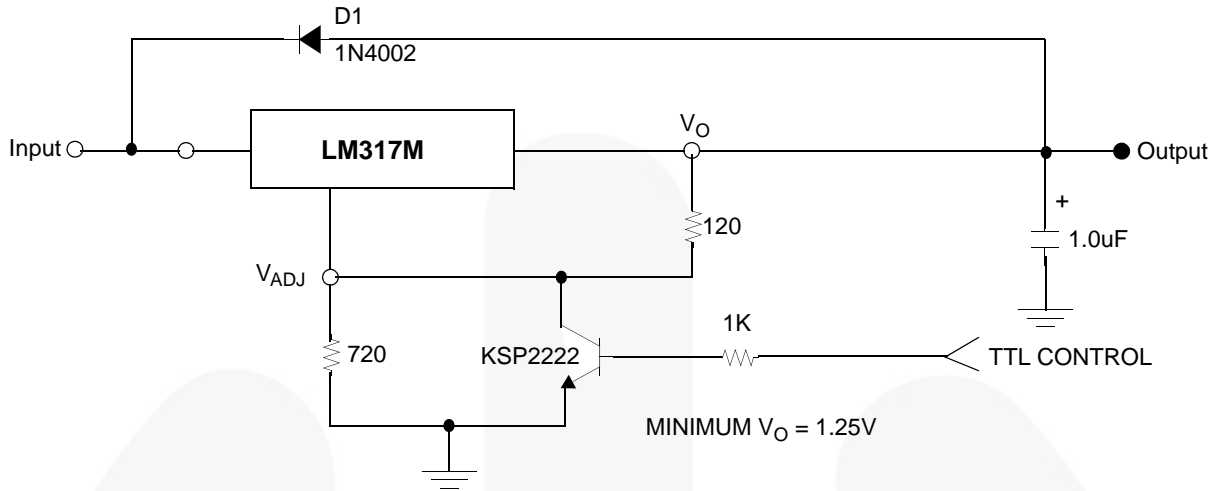 D1
1N4002
Input
LM317M
VO
Output
120
+
1.0uF
VADJ
720
KSP2222
1K
TTL CONTROL
MINIMUM VO = 1.25V